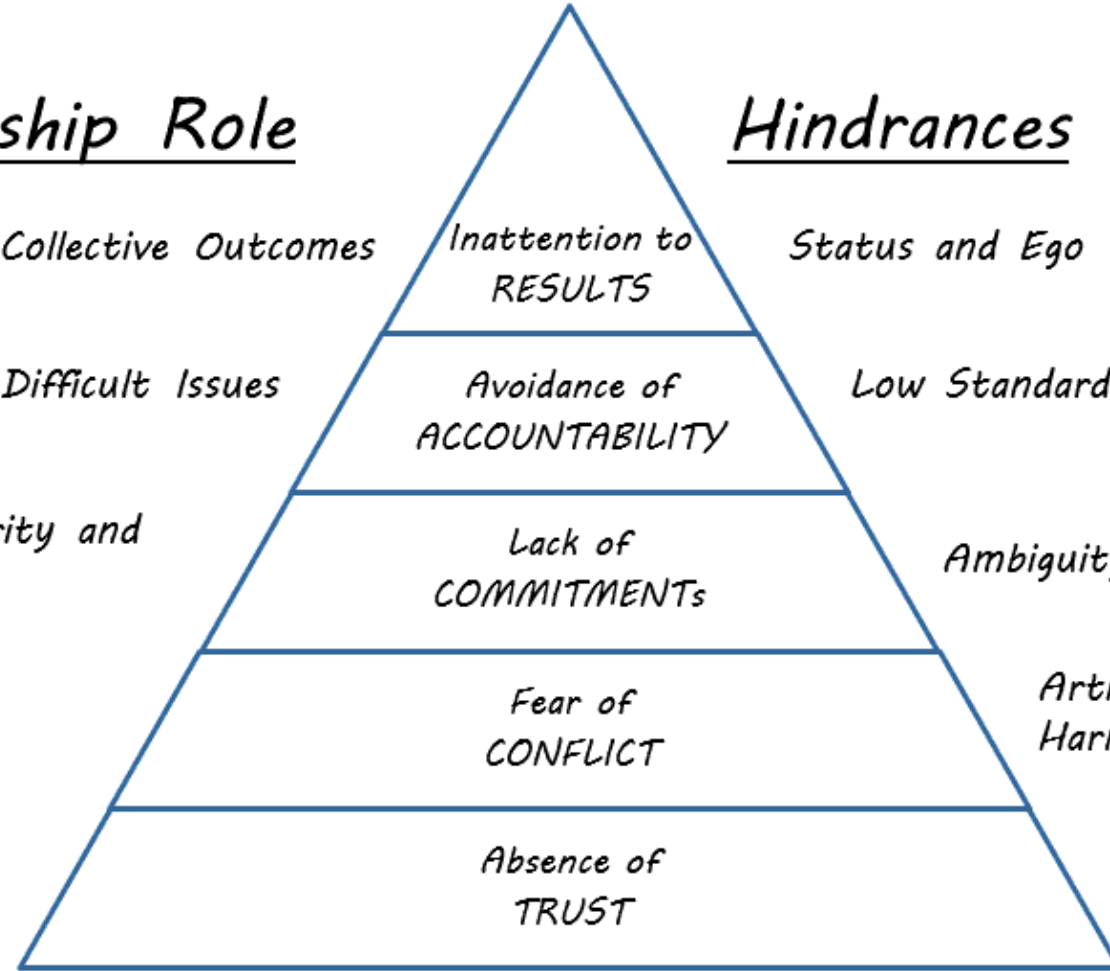 ship Role
Hindrances
Collective Outcomes
Inattention to
RESULTS
Status and Ego
Difficult Issues
Avoidance of
ACCOUNTABILITY
Low Standard
rity and
Lack of
COMMITMENTs
Ambiguity
Fear of
CONFLICT
Absence of
TRUST